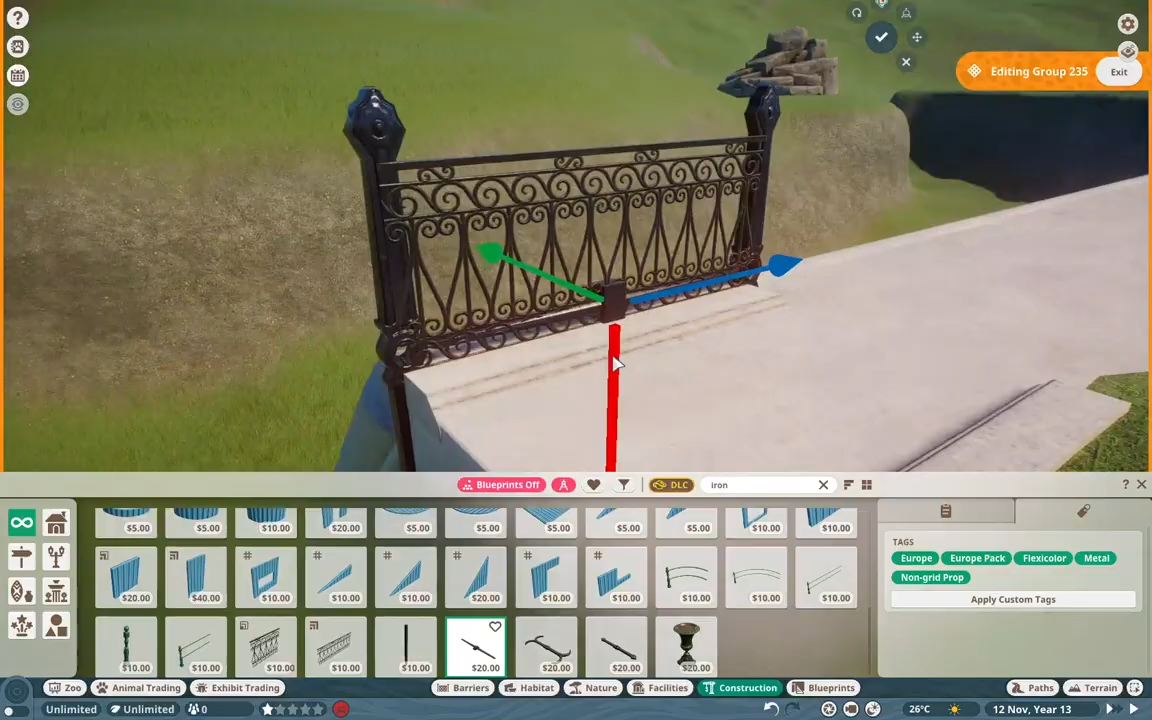 Editing Group 235
Exit
Blueprints Off
DLC
iron
$5.00 $5.00 $10.00 $20.00 $5.00 $5.00 $5.00 $5.00 $10.00 $10.00
$20.00 $40.00 $10.00 $10.00 $10.00 $20.00 $10.00 $10.00 $10.00 $10.00 $10.00
$10.00 $10.00 $10.00 $10.00 $10.00 $20.00 $20.00 $20.00 $20.00
TAGS
Europe Europe Pack Flexicolor Metal
Non-grid Prop
Apply Custom Tags
Zoo Animal Trading Exhibit Trading Barriers Habitat Nature Facilities Construction Blueprints Paths Terrain
Unlimited Unlimited 0 26°C 12 Nov, Year 13